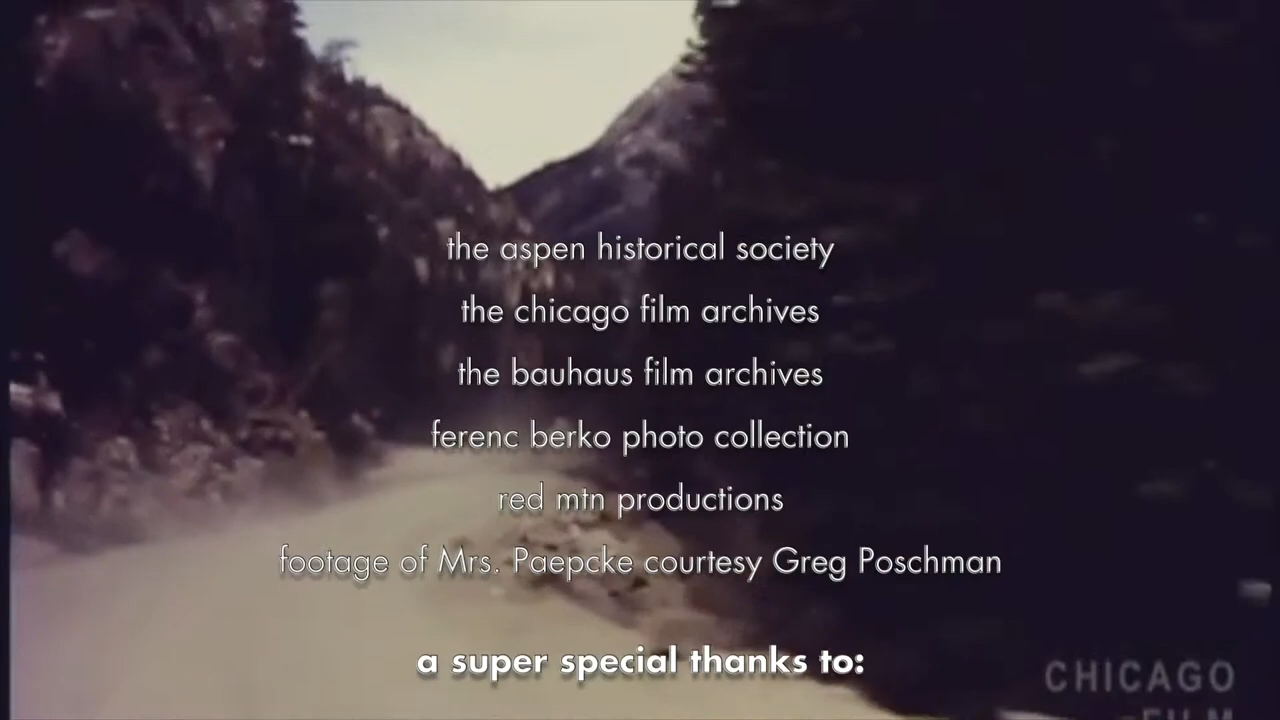 the aspen historical society
the chicago film archives
the bauhaus film archives
ferenc berko photo collection
red mtn productions
footage of Mrs. Paepcke courtesy Greg Poschman
a super special thanks to:
CHICAGO
FILM